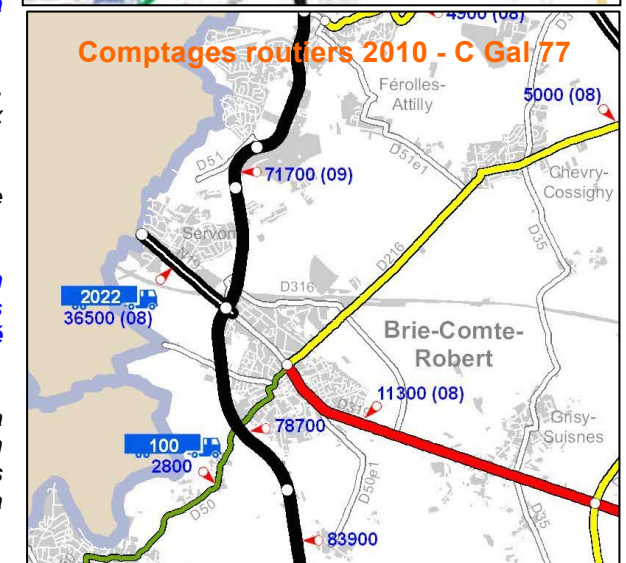 4900 (08)
Comptages routiers 2010 - C Gal 77
Férolles-
Attilly
5000 (08)
D51
D51e1
71700 (09)
Chevry-
Cossigny
Servon
D216
D35
N19
D316
2022
36500 (08)
Brie-Comte-
Robert
11300 (08)
78700
Grisy-
Suisnes
100
2800
D50
D50e1
D35
83900